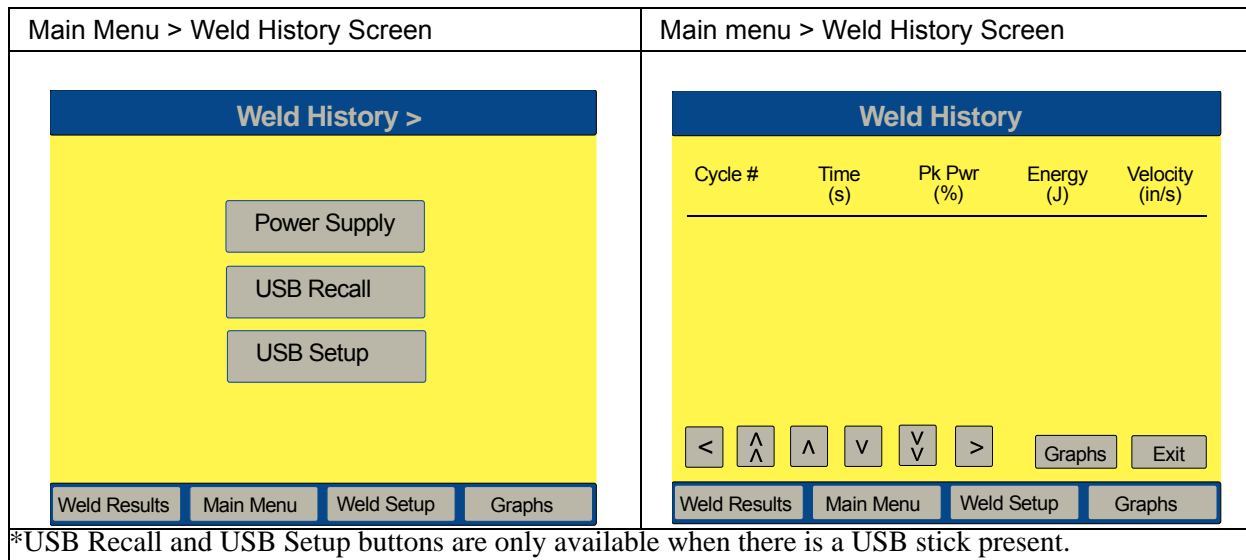 Main Menu > Weld History Screen
Main menu > Weld History Screen
Weld History >
Power Supply
USB Recall
USB Setup
Weld Results Main Menu Weld Setup Graphs
Weld History
Cycle # Time (s) Pk Pwr (%) Energy (J) Velocity (in/s)
< ʌʌ ʌ v vv > Graphs Exit
Weld Results Main Menu Weld Setup Graphs
*USB Recall and USB Setup buttons are only available when there is a USB stick present.